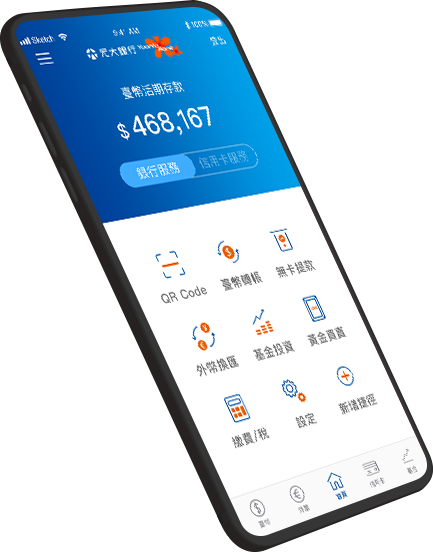 Sketch 9:41 AM 100%
元大銀行 Yuanta Bank 登出
臺幣活期存款
$468,167
銀行服務 信用卡服務
QR Code 臺幣轉帳 無卡提款
外幣換匯 基金投資 黃金買賣
繳費/稅 設定 新增捷徑
臺幣 外幣 首頁 信用卡 基金